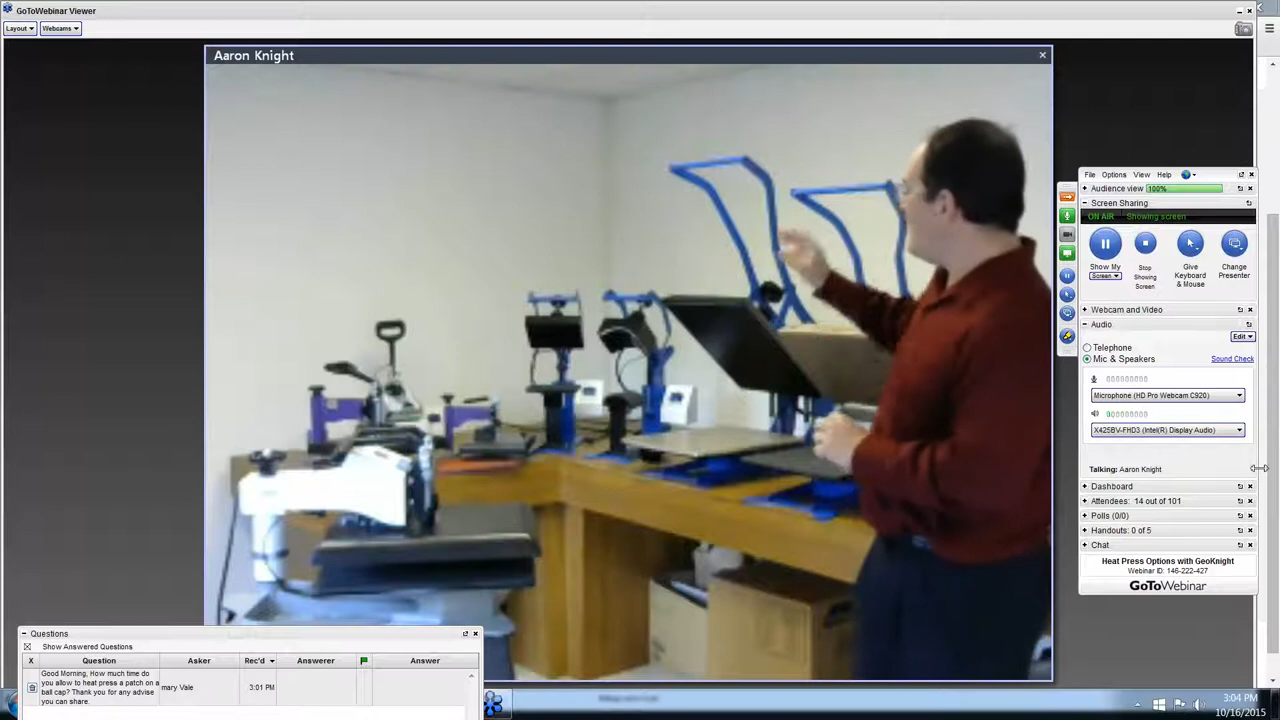 GoToWebinar Viewer
Layout
Webcams
Aaron Knight
File Options View Help
Audience view 100%
Screen Sharing
ON AIR Showing screen
Show My
Screen
Stop
Showing
Screen
Give
Keyboard
& Mouse
Change
Presenter
Webcam and Video
Audio
Edit
Telephone
Mic & Speakers
Sound Check
Microphone (HD Pro Webcam C920)
X425BV-FHD3 (Intel(R) Display Audio)
Talking: Aaron Knight
Dashboard
Attendees: 14 out of 101
Polls (0/0)
Handouts: 0 of 5
Chat
Heat Press Options with GeoKnight
Webinar ID: 146-222-427
GoToWebinar
Questions
Show Answered Questions
X Question Asker Rec'd Answerer Answer
Good Morning, How much time do
you allow to heat press a patch on a
ball cap? Thank you for any advise
you can share.
mary Vale
3:01 PM
3:04 PM
10/16/2015